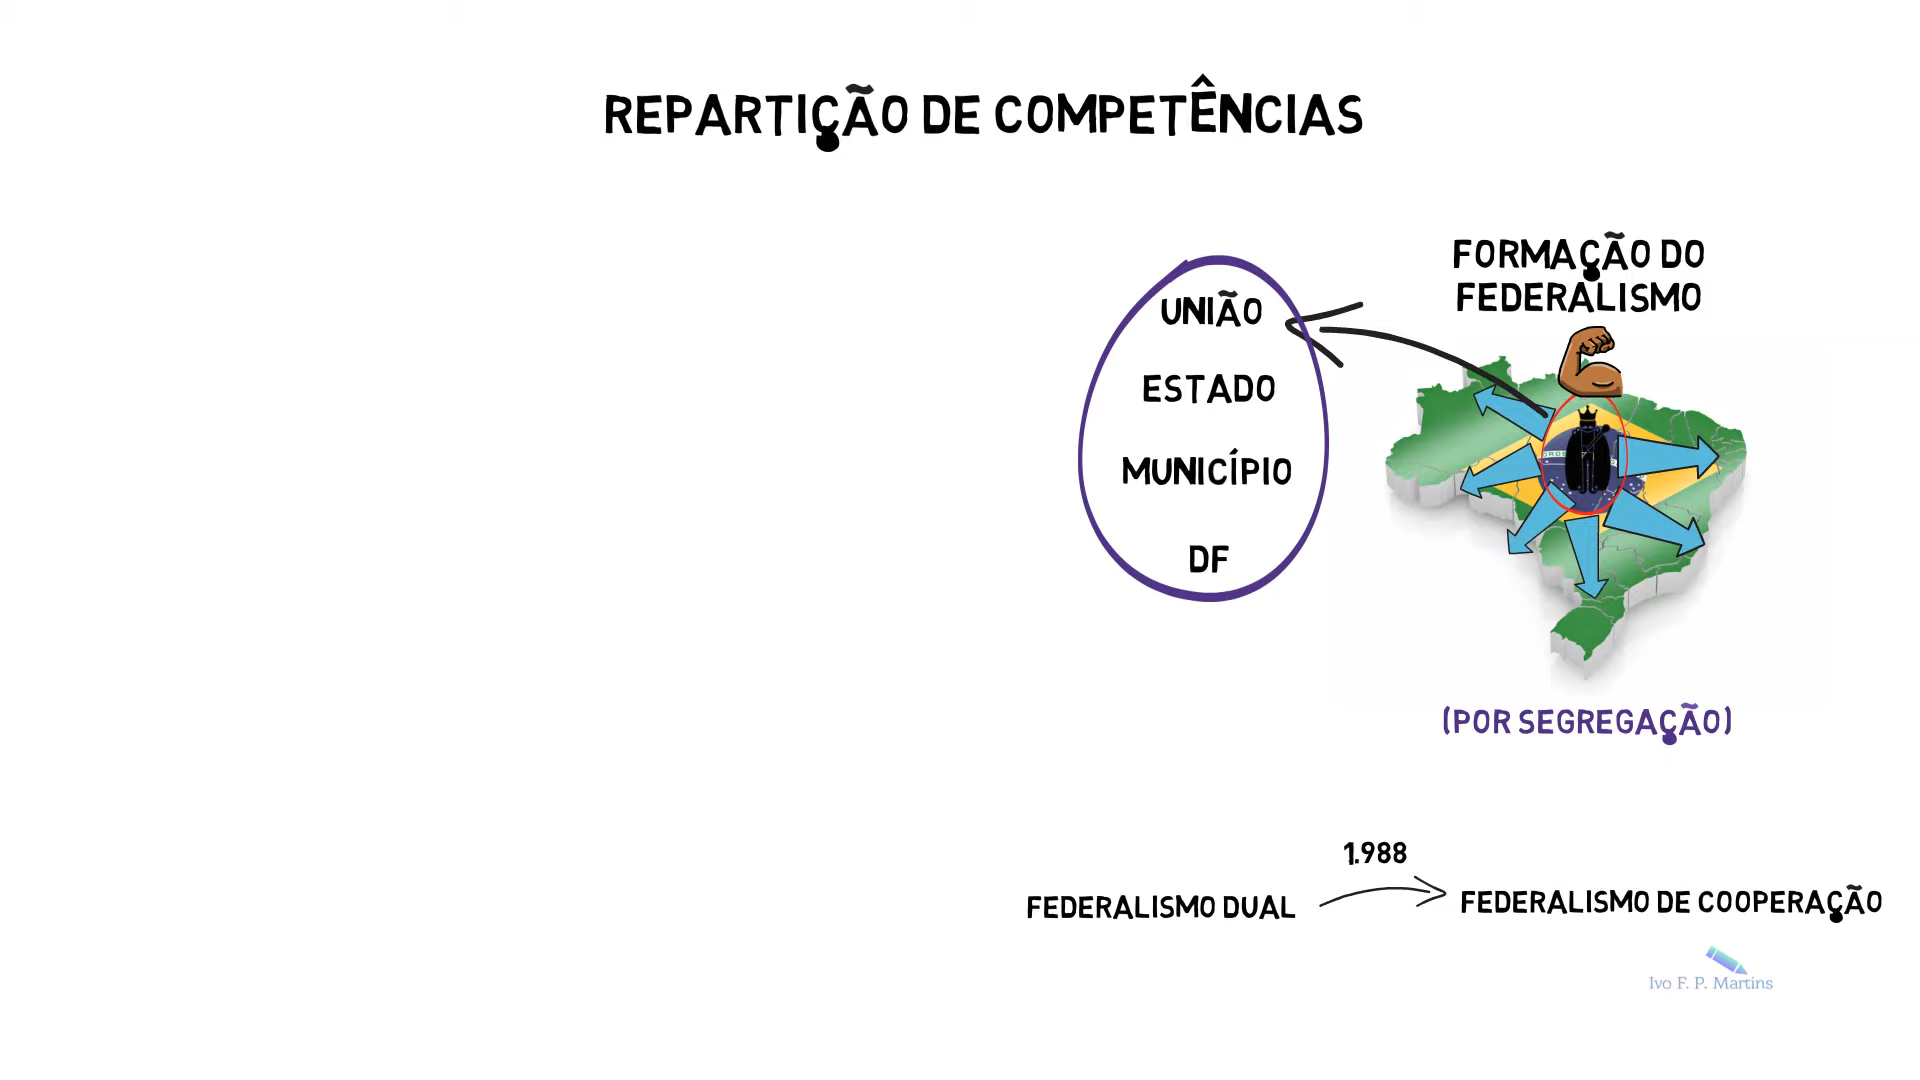 REPARTIÇÃO DE COMPETÊNCIAS
FORMAÇÃO DO
FEDERALISMO
UNIÃO
ESTADO
MUNICÍPIO
DF
(POR SEGREGAÇÃO)
1.988
FEDERALISMO DUAL
FEDERALISMO DE COOPERAÇÃO
Ivo F. P. Martins